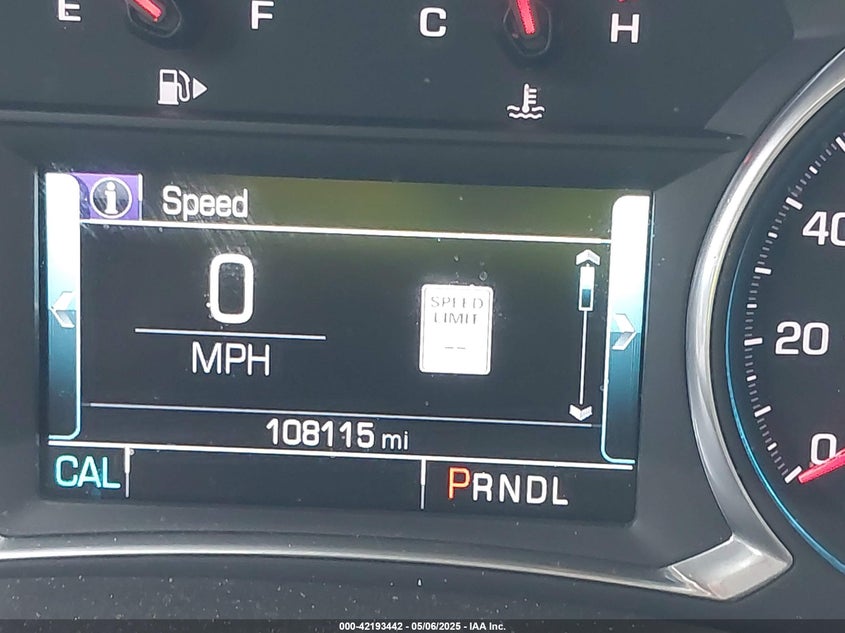 E F C H
Speed
0
MPH
SPEED
LIMIT
--
40
20
0
108115 mi
CAL
PRNDL
000-42193442 - 05/06/2025 - IAA Inc.